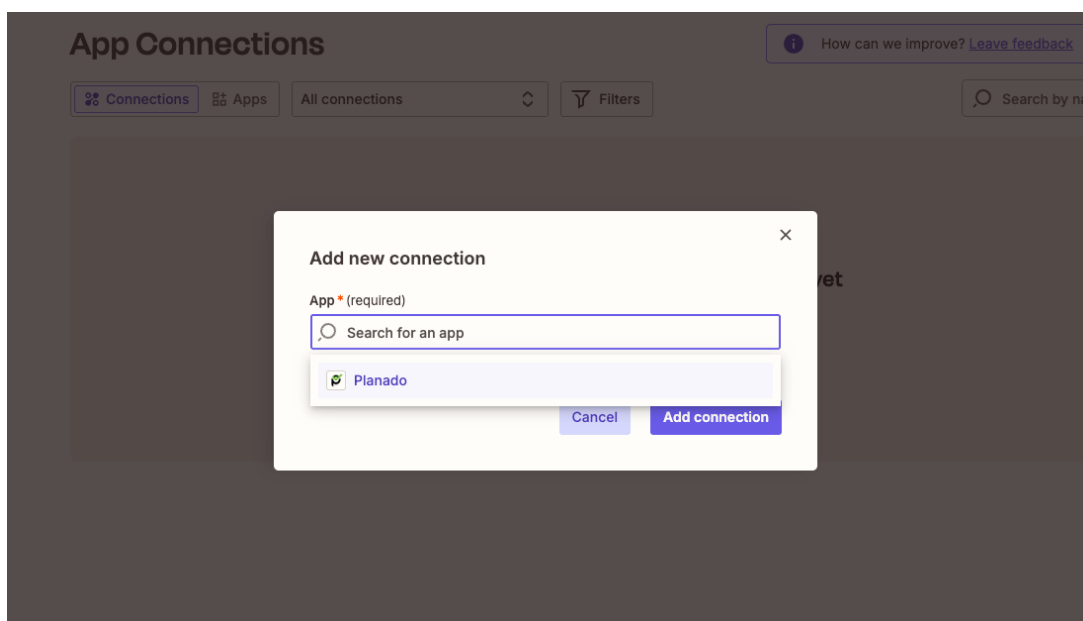 App Connections
How can we improve? Leave feedback
Connections
Apps
All connections
Filters
Search by
Add new connection
App * (required)
Search for an app
Planado
Cancel
Add connection